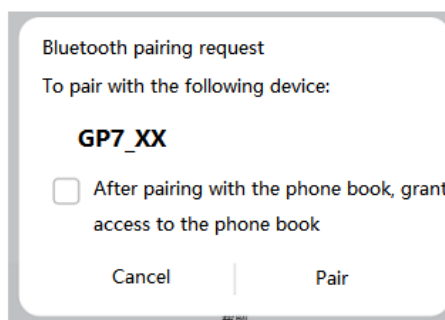 Bluetooth pairing request
To pair with the following device:
GP7_XX
After pairing with the phone book, grant
access to the phone book
Cancel
Pair